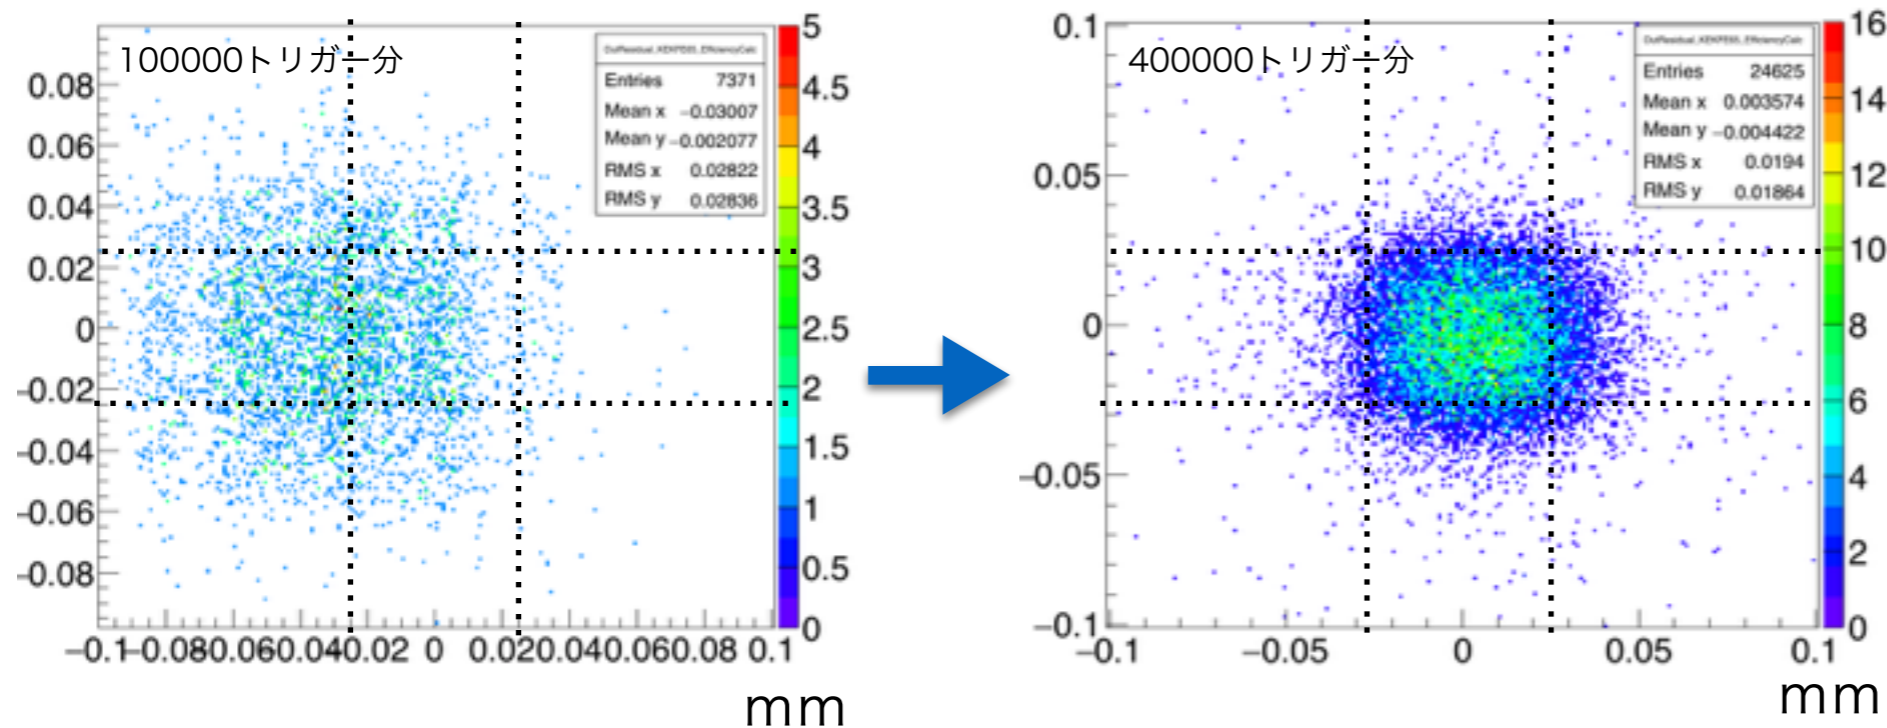 100000トリガー分
Entries 7371
Mean x −0.03007
Mean y −0.002077
RMS x 0.02822
RMS y 0.02836
0.08
0.06
0.04
0.02
0
−0.02
−0.04
−0.06
−0.08
−0.1−0.080.060.040.02 0 0.020.040.060.08 0.1
5
4.5
4
3.5
3
2.5
2
1.5
1
0.5
0
mm
400000トリガー分
Entries 24625
Mean x 0.003574
Mean y −0.004422
RMS x 0.0194
RMS y 0.01864
0.1
0.05
0
−0.05
−0.1
−0.1 −0.05 0 0.05 0.1
16
14
12
10
8
6
4
2
0
mm